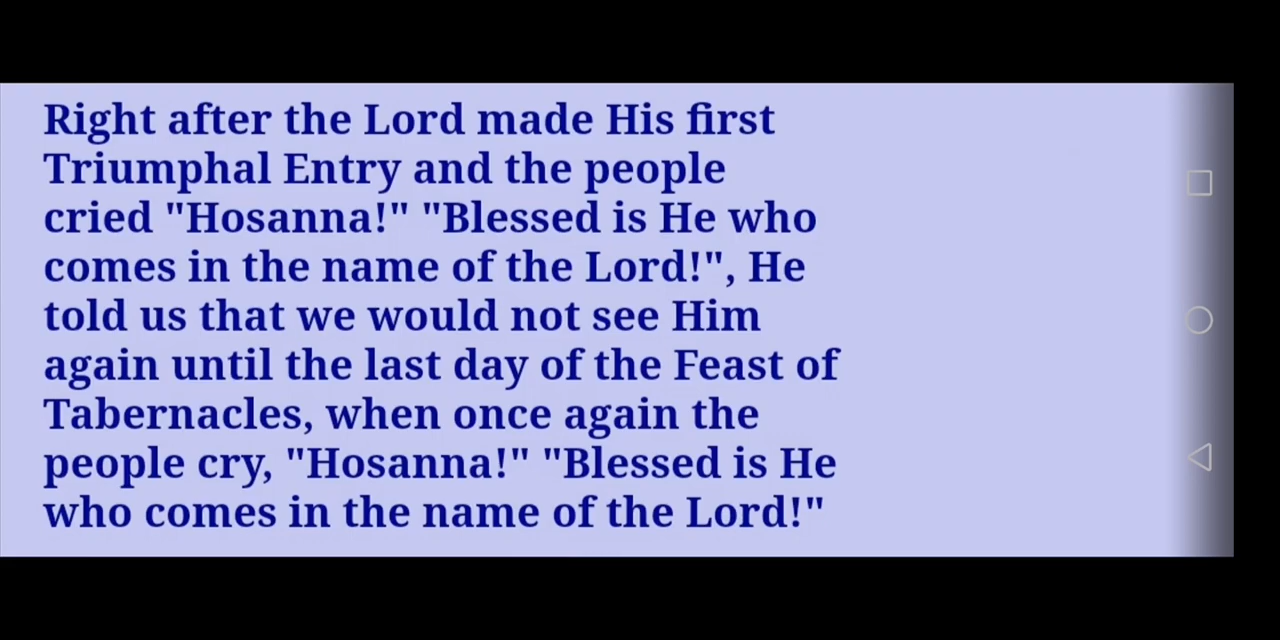 Right after the Lord made His first
Triumphal Entry and the people
cried "Hosanna!" "Blessed is He who
comes in the name of the Lord!", He
told us that we would not see Him
again until the last day of the Feast of
Tabernacles, when once again the
people cry, "Hosanna!" "Blessed is He
who comes in the name of the Lord!"